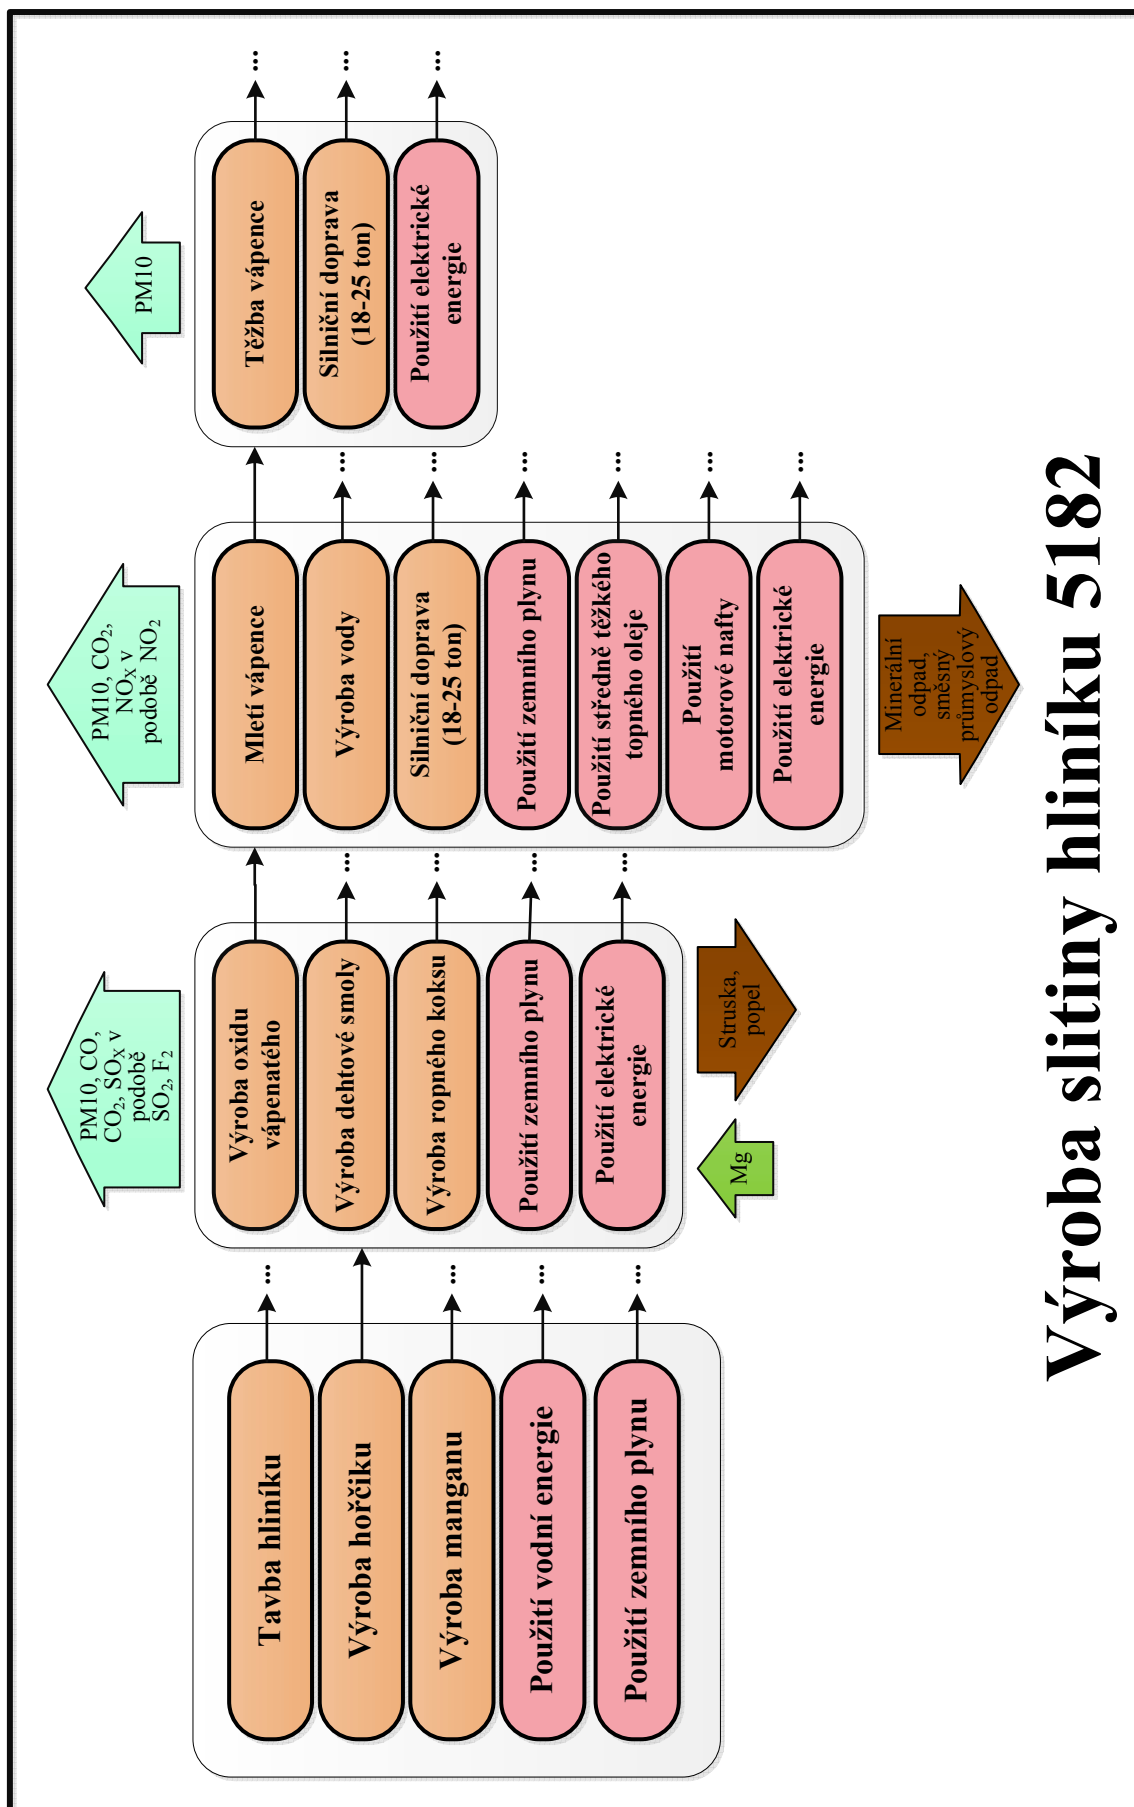 Výroba slitiny hliníku 5182
Tavba hliníku
...
Výroba hořčiku
Výroba manganu
...
Použití vodní energie
...
Použití zemního plynu
...
PM10, CO,
CO2, SOX v
podobě
SO2, F2
Výroba oxidu
vápenatého
Výroba dehtové smoly
...
Výroba ropného koksu
...
Použití zemního plynu
...
Použití elektrické
energie
...
Mg
Struska,
popel
PM10, CO2,
NOX v
podobě NO2
Mletí vápence
Výroba vody
...
Silniční doprava
(18-25 ton)
...
Použití zemního plynu
...
Použití středně těžkého
topného oleje
...
Použití
motorové nafty
...
Použití elektrické
energie
...
Minerální
odpad,
směsný
průmyslový
odpad
PM10
Těžba vápence
...
Silniční doprava
(18-25 ton)
...
Použití elektrické
energie
...